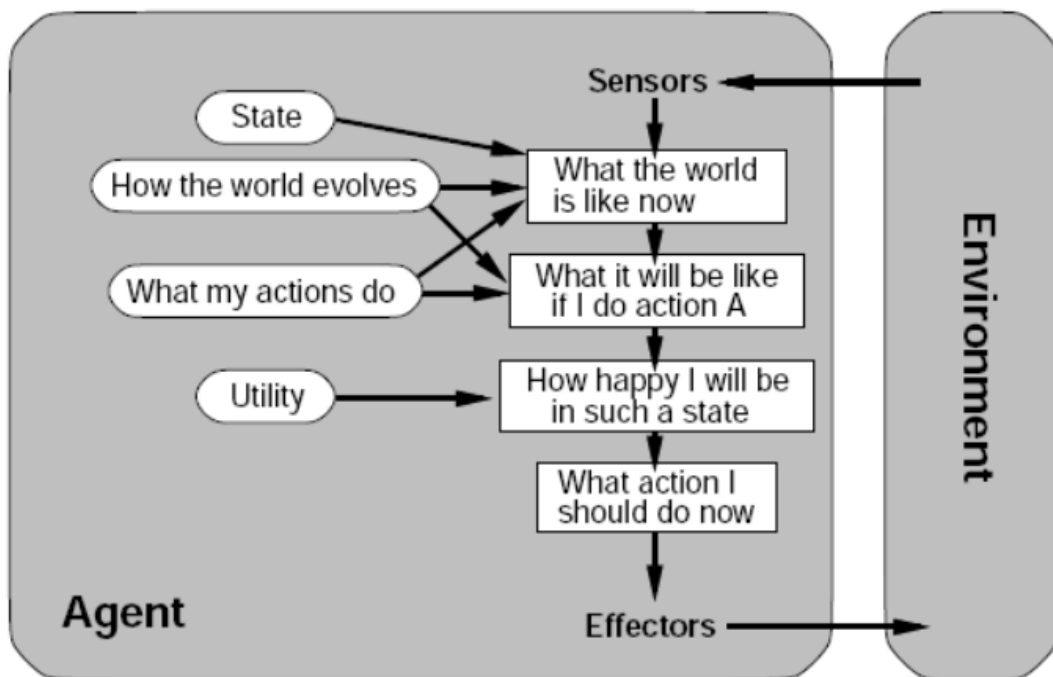 Sensors
State
What the world
is like now
How the world evolves
What it will be like
if I do action A
What my actions do
How happy I will be
in such a state
Utility
What action I
should do now
Agent
Effectors
Environment